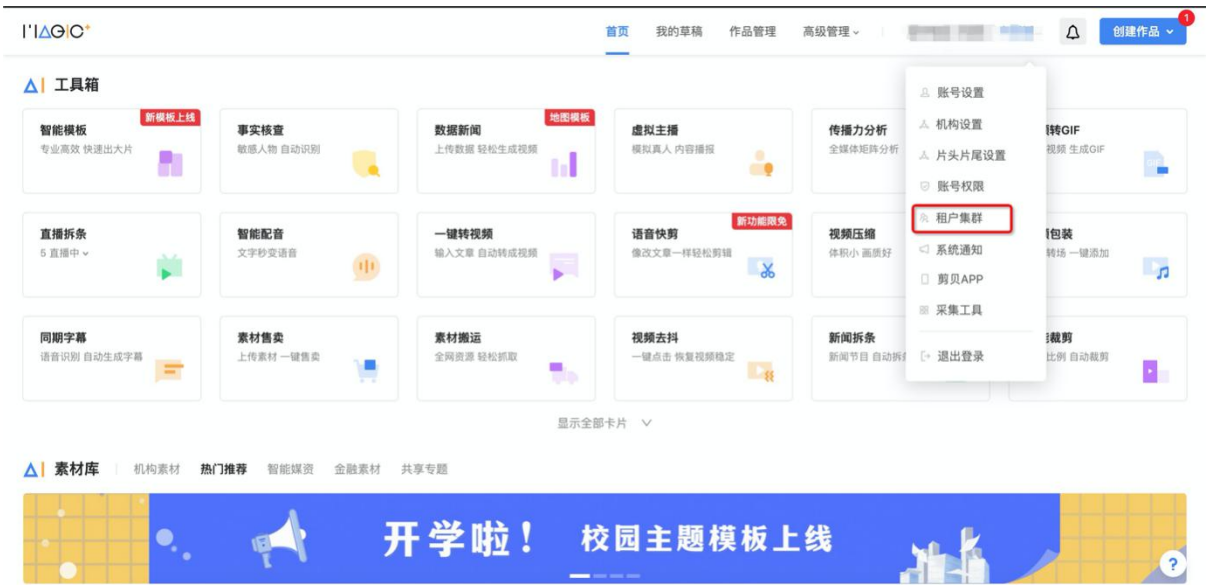 MAGIC+
首页 我的草稿 作品管理 高级管理
1
创建作品
工具箱
新模板上线
智能模板
专业高效 快速出大片
事实核查
敏感人物 自动识别
地图模板
数据新闻
上传数据 轻松生成视频
虚拟主播
模拟真人 内容播报
传播力分析
全媒体矩阵分析
转GIF
视频 生成GIF
GIF
账号设置
机构设置
片头片尾设置
账号权限
租户集群
系统通知
剪贝APP
采集工具
退出登录
直播拆条
5 直播中
智能配音
文字秒变语音
一键转视频
输入文章 自动转成视频
新功能限免
语音快剪
像改文章一样轻松剪辑
视频压缩
体积小 画质好
包装
转场 一键添加
同期字幕
语音识别 自动生成字幕
素材售卖
上传素材 一键售卖
素材搬运
全网资源 轻松抓取
视频去抖
一键点击 恢复视频稳定
新闻拆条
新闻节目 自动拆
裁剪
比例 自动裁剪
显示全部卡片
素材库 机构素材 热门推荐 智能媒资 金融素材 共享专题
开学啦! 校园主题模板上线
?